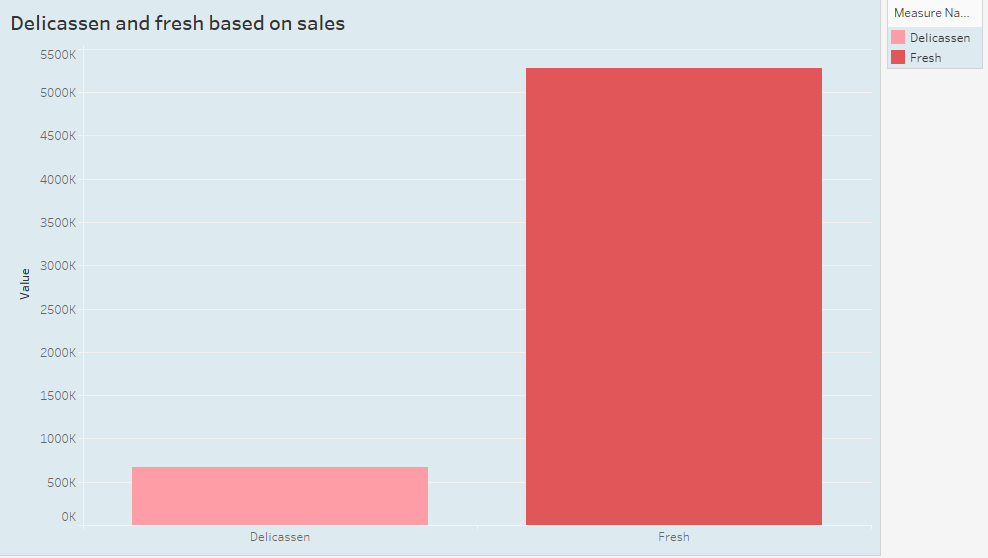 Delicassen and fresh based on sales
Measure Na...
Delicassen
Fresh
5500K
5000K
4500K
4000K
3500K
3000K
2500K
2000K
1500K
1000K
500K
0K
Value
Delicassen
Fresh